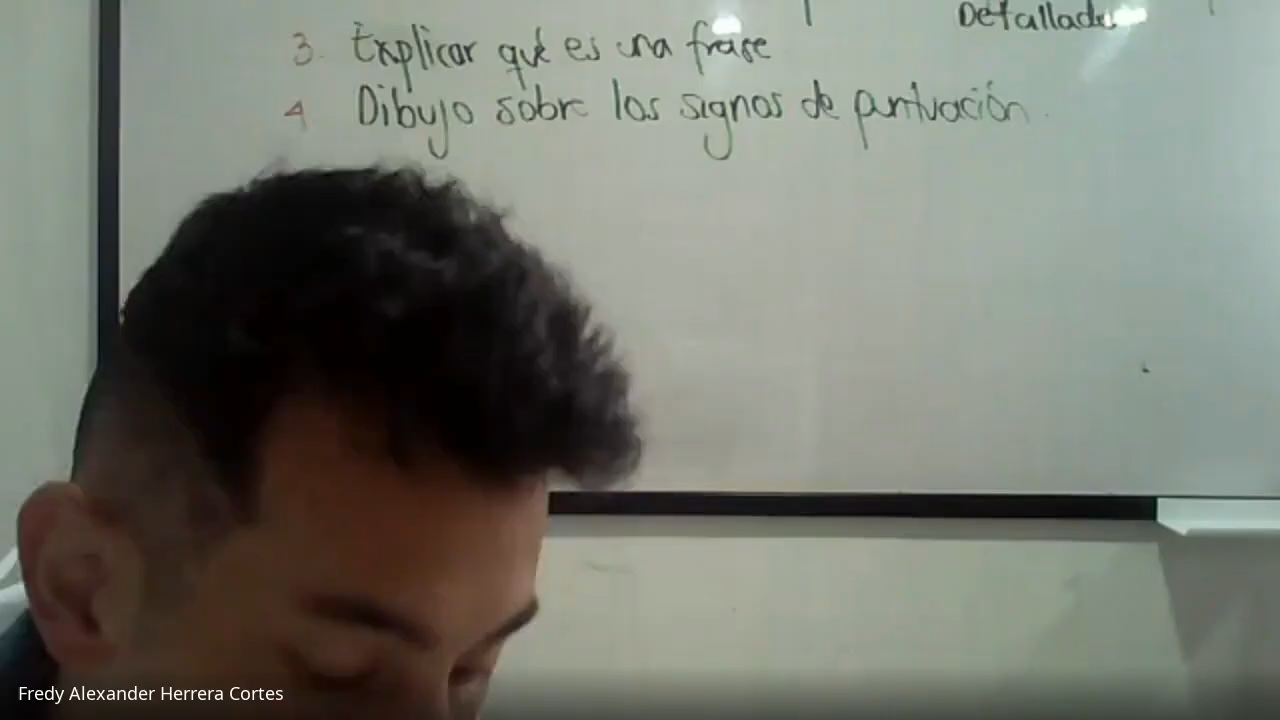 Detallado
3. Explicar qué es una frase
4 Dibujo sobre los signos de puntuación.
Fredy Alexander Herrera Cortes